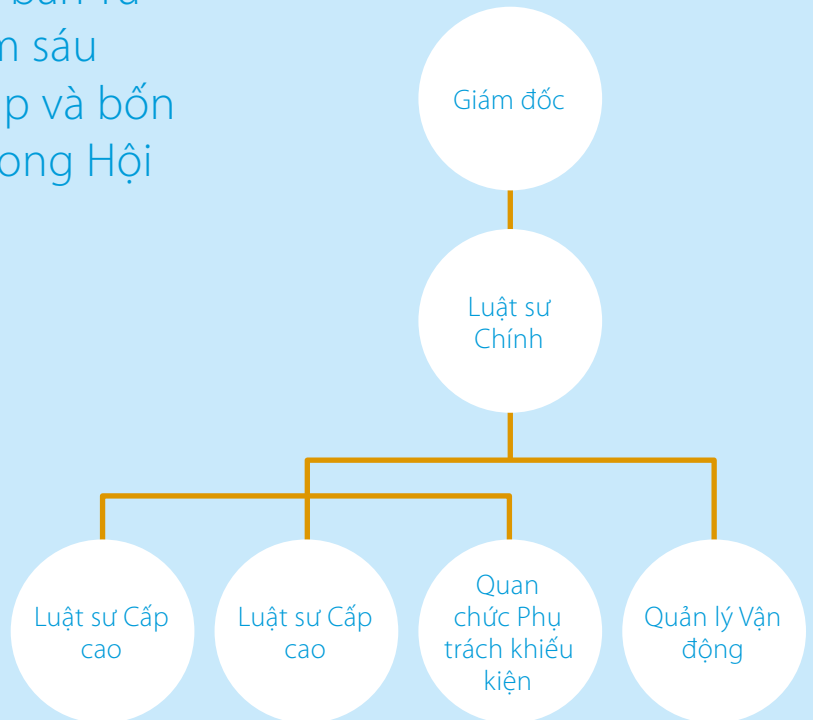 sáu
và bốn
Hội
Giám đốc
Luật sư
Chính
Luật sư Cấp
cao
Luật sư Cấp
cao
Quan
chức Phụ
trách khiếu
kiện
Quản lý Vận
động